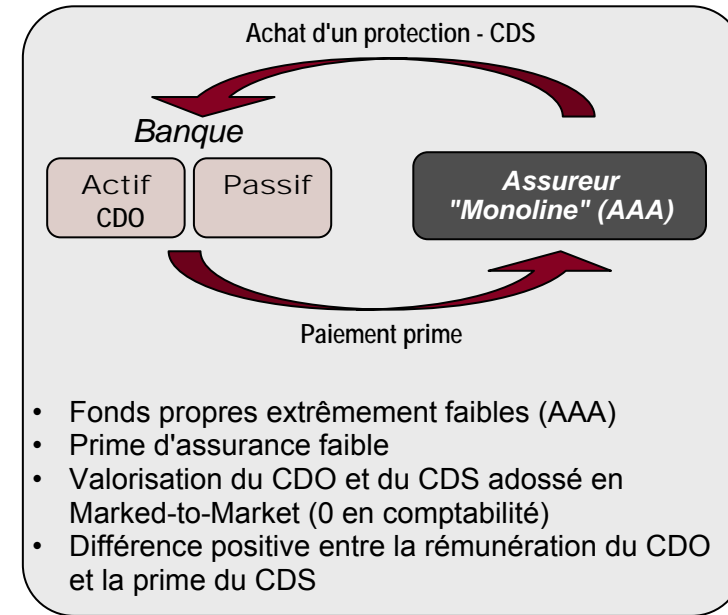 Achat d'un protection - CDS
Banque
Actif
CDO
Passif
Assureur
"Monoline" (AAA)
Paiement prime
• Fonds propres extrêmement faibles (AAA)
• Prime d'assurance faible
• Valorisation du CDO et du CDS adossé en
Marked-to-Market (0 en comptabilité)
• Différence positive entre la rémunération du CDO
et la prime du CDS